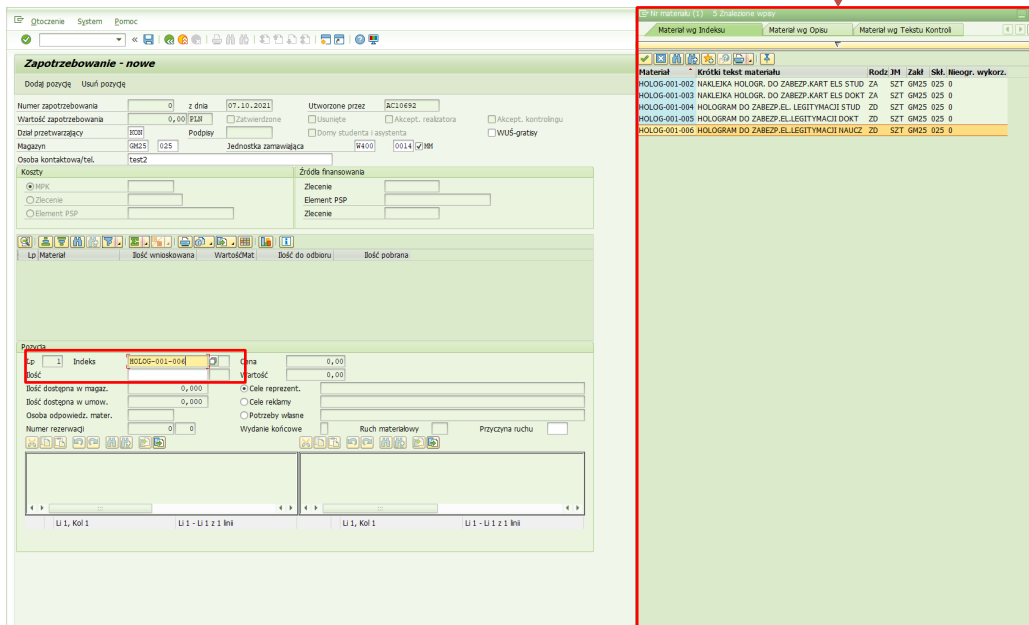 Otoczenie System Pomoc
Zapotrzebowanie - nowe
Dodaj pozycję Usuń pozycję
Numer zapotrzebowania 0 z dnia 07.10.2021 Utworzone przez AC10692
Wartość zapotrzebowania 0,00 PLN Zatwierdzone Usunięte Akcept. realizatora Akcept. kontrolingu
Dział przetwarzający KON Podpisy Domy studenta i asystenta WUŚ-gratisy
Magazyn GM25 025 Jednostka zamawiająca W400 0014 MM
Osoba kontaktowa/tel. test2
Koszty Źródła finansowania
MPK Zlecenie
Zlecenie Element PSP
Element PSP Zlecenie
Lp Materiał Ilość wnioskowana WartośćMat Ilość do odbioru Ilość pobrana
Pozycja
Lp 1 Indeks HOLOG-001-006 Cena 0,00
Ilość Wartość 0,00
Ilość dostępna w magaz. 0,000 Cele reprezent.
Ilość dostępna w umow. 0,000 Cele reklamy
Osoba odpowiedz. mater. Potrzeby własne
Numer rezerwacji 0 0 Wydanie końcowe Ruch materiałowy Przyczyna ruchu
Li 1, Kol 1 Li 1 - Li 1 z 1 linii Li 1, Kol 1 Li 1 - Li 1 z 1 linii
Nr materiału (1) 5 Znalezione wpisy
Materiał wg Indeksu Materiał wg Opisu Materiał wg Tekstu Kontroli
Materiał Krótki tekst materiału Rodz JM Zakł Skł. Nieogr. wykorz.
HOLOG-001-002 NAKLEJKA HOLOGR. DO ZABEZP.KART ELS STUD ZA SZT GM25 025 0
HOLOG-001-003 NAKLEJKA HOLOGR. DO ZABEZP.KART ELS DOKT ZA SZT GM25 025 0
HOLOG-001-004 HOLOGRAM DO ZABEZP.EL. LEGITYMACJI STUD ZD SZT GM25 025 0
HOLOG-001-005 HOLOGRAM DO ZABEZP.EL.LEGITYMACJI DOKT ZD SZT GM25 025 0
HOLOG-001-006 HOLOGRAM DO ZABEZP.EL.LEGITYMACJI NAUCZ ZD SZT GM25 025 0